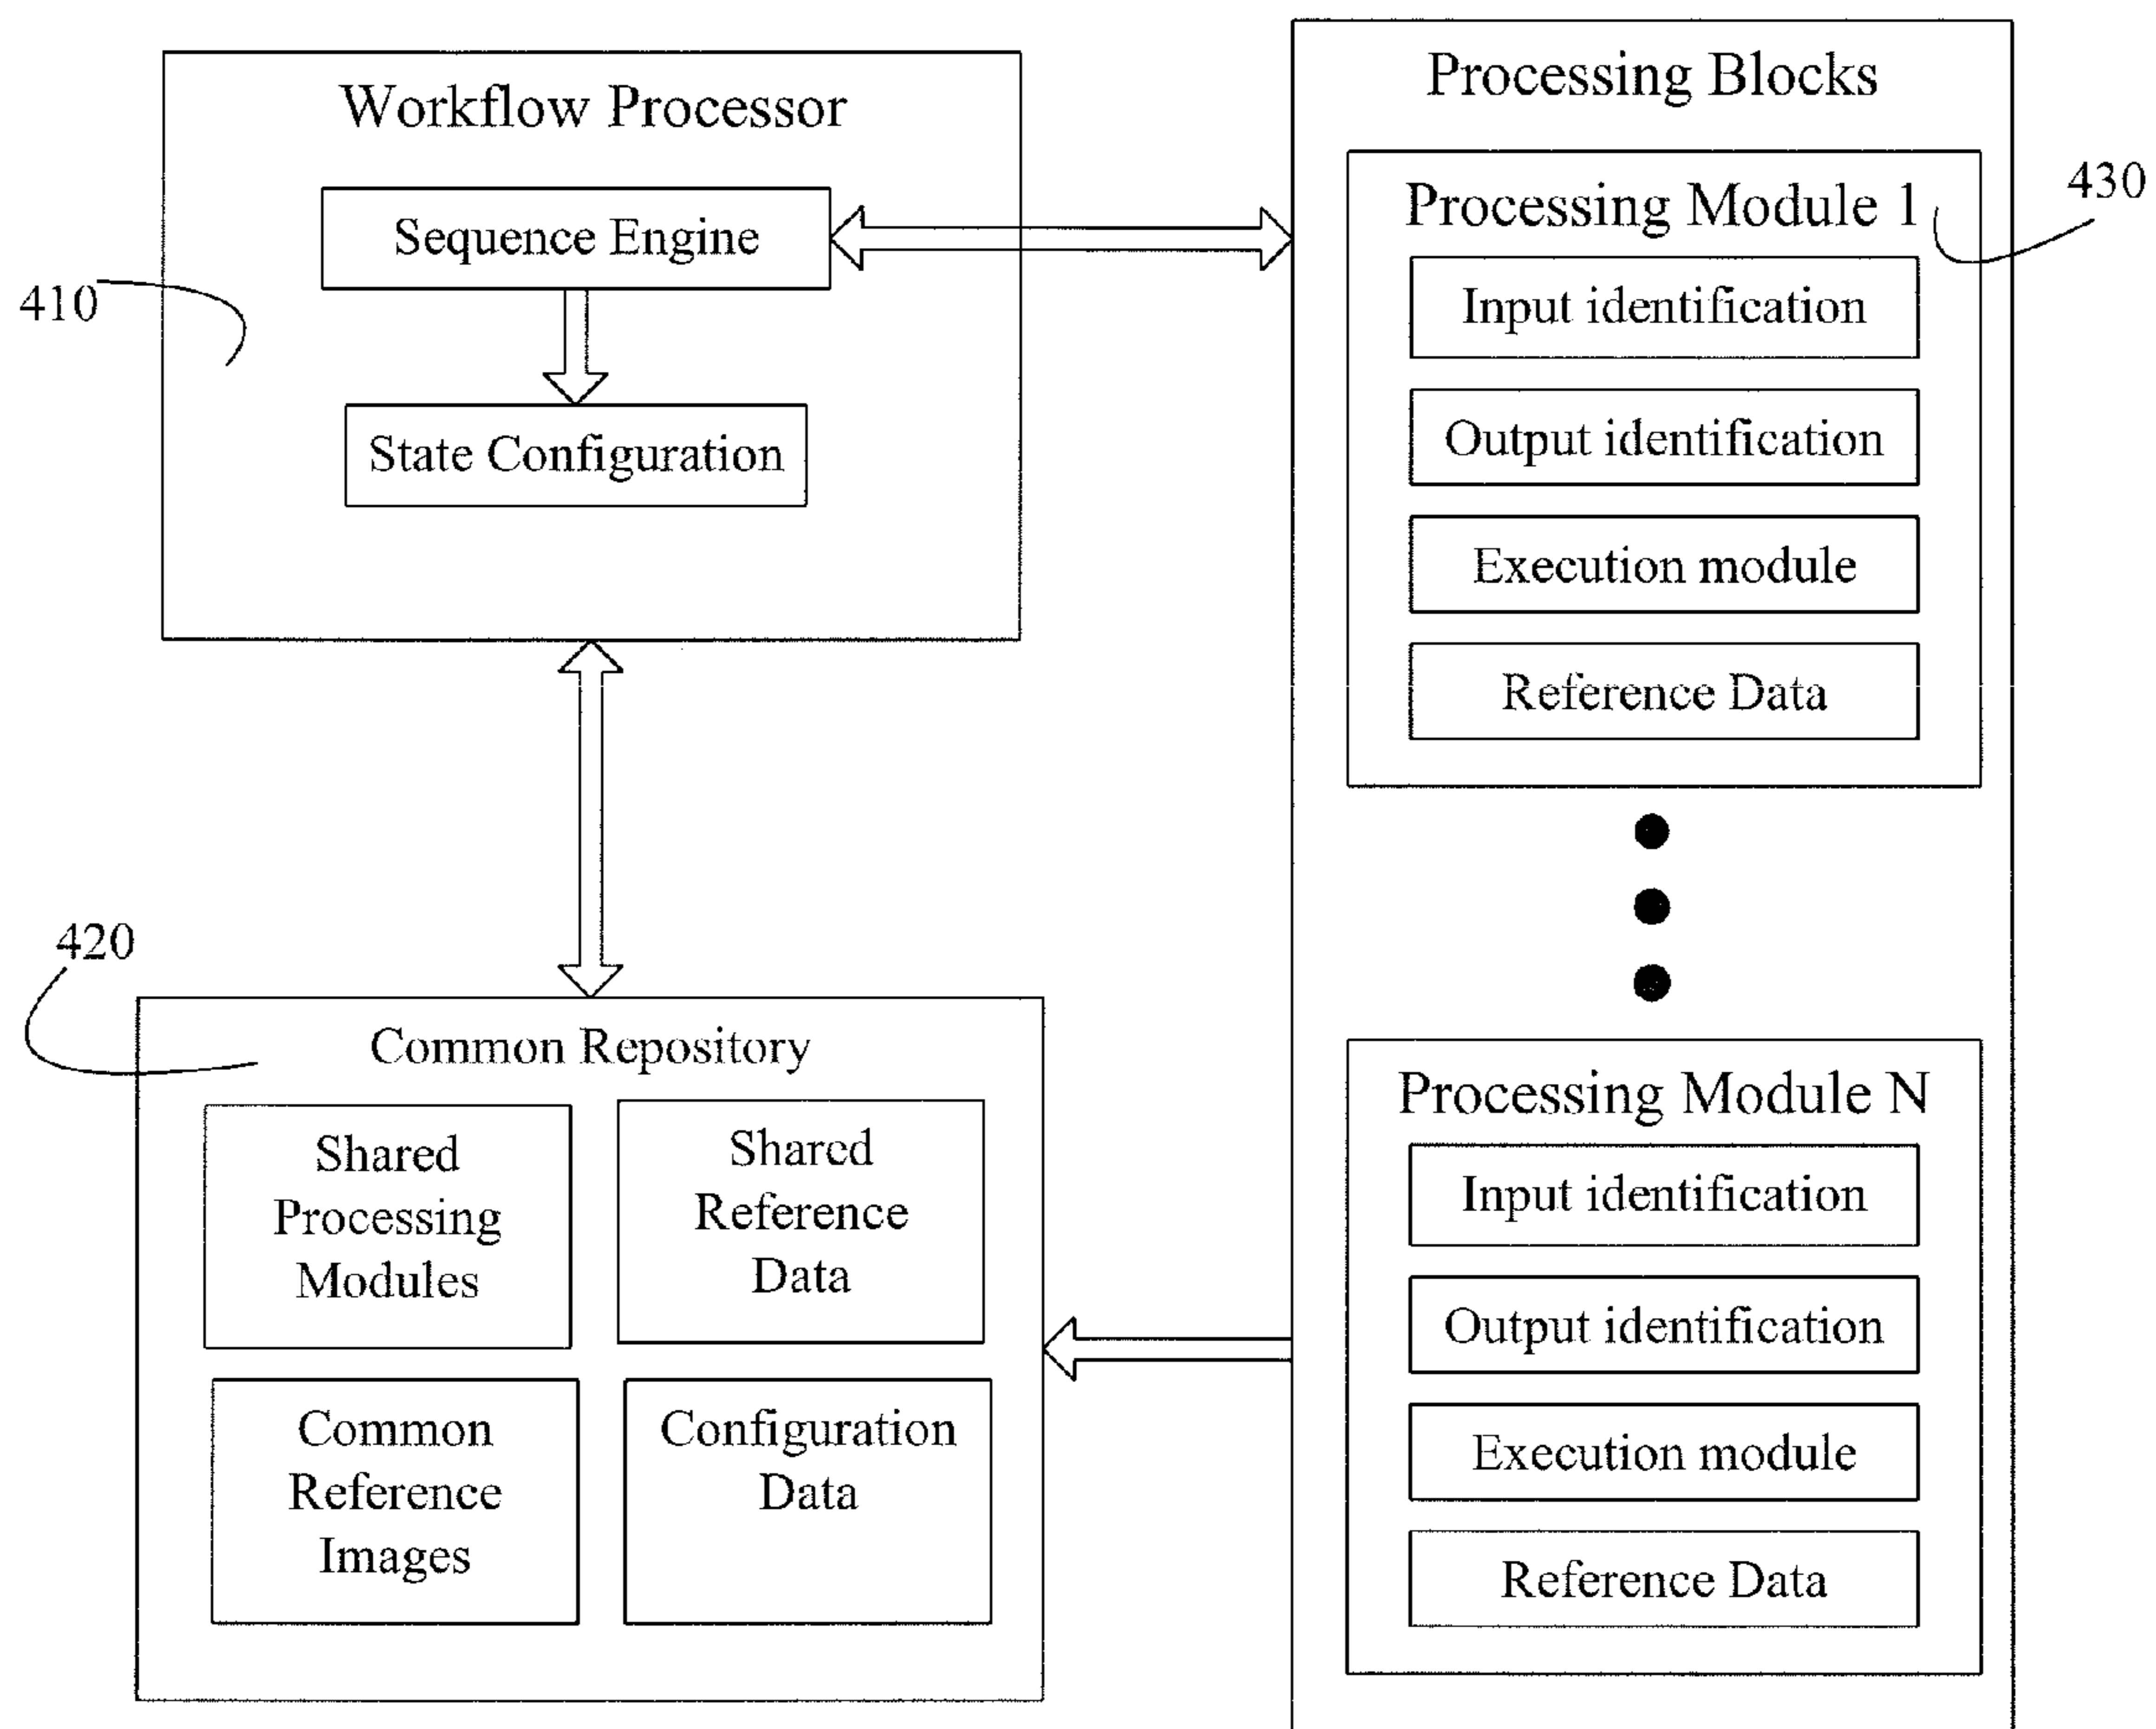 Workflow Processor
Sequence Engine
State Configuration
410
Processing Blocks
Processing Module 1
430
Input identification
Output identification
Execution module
Reference Data
420
Common Repository
Shared
Processing
Modules
Shared
Reference
Data
Common
Reference
Images
Configuration
Data
Processing Module N
Input identification
Output identification
Execution module
Reference Data